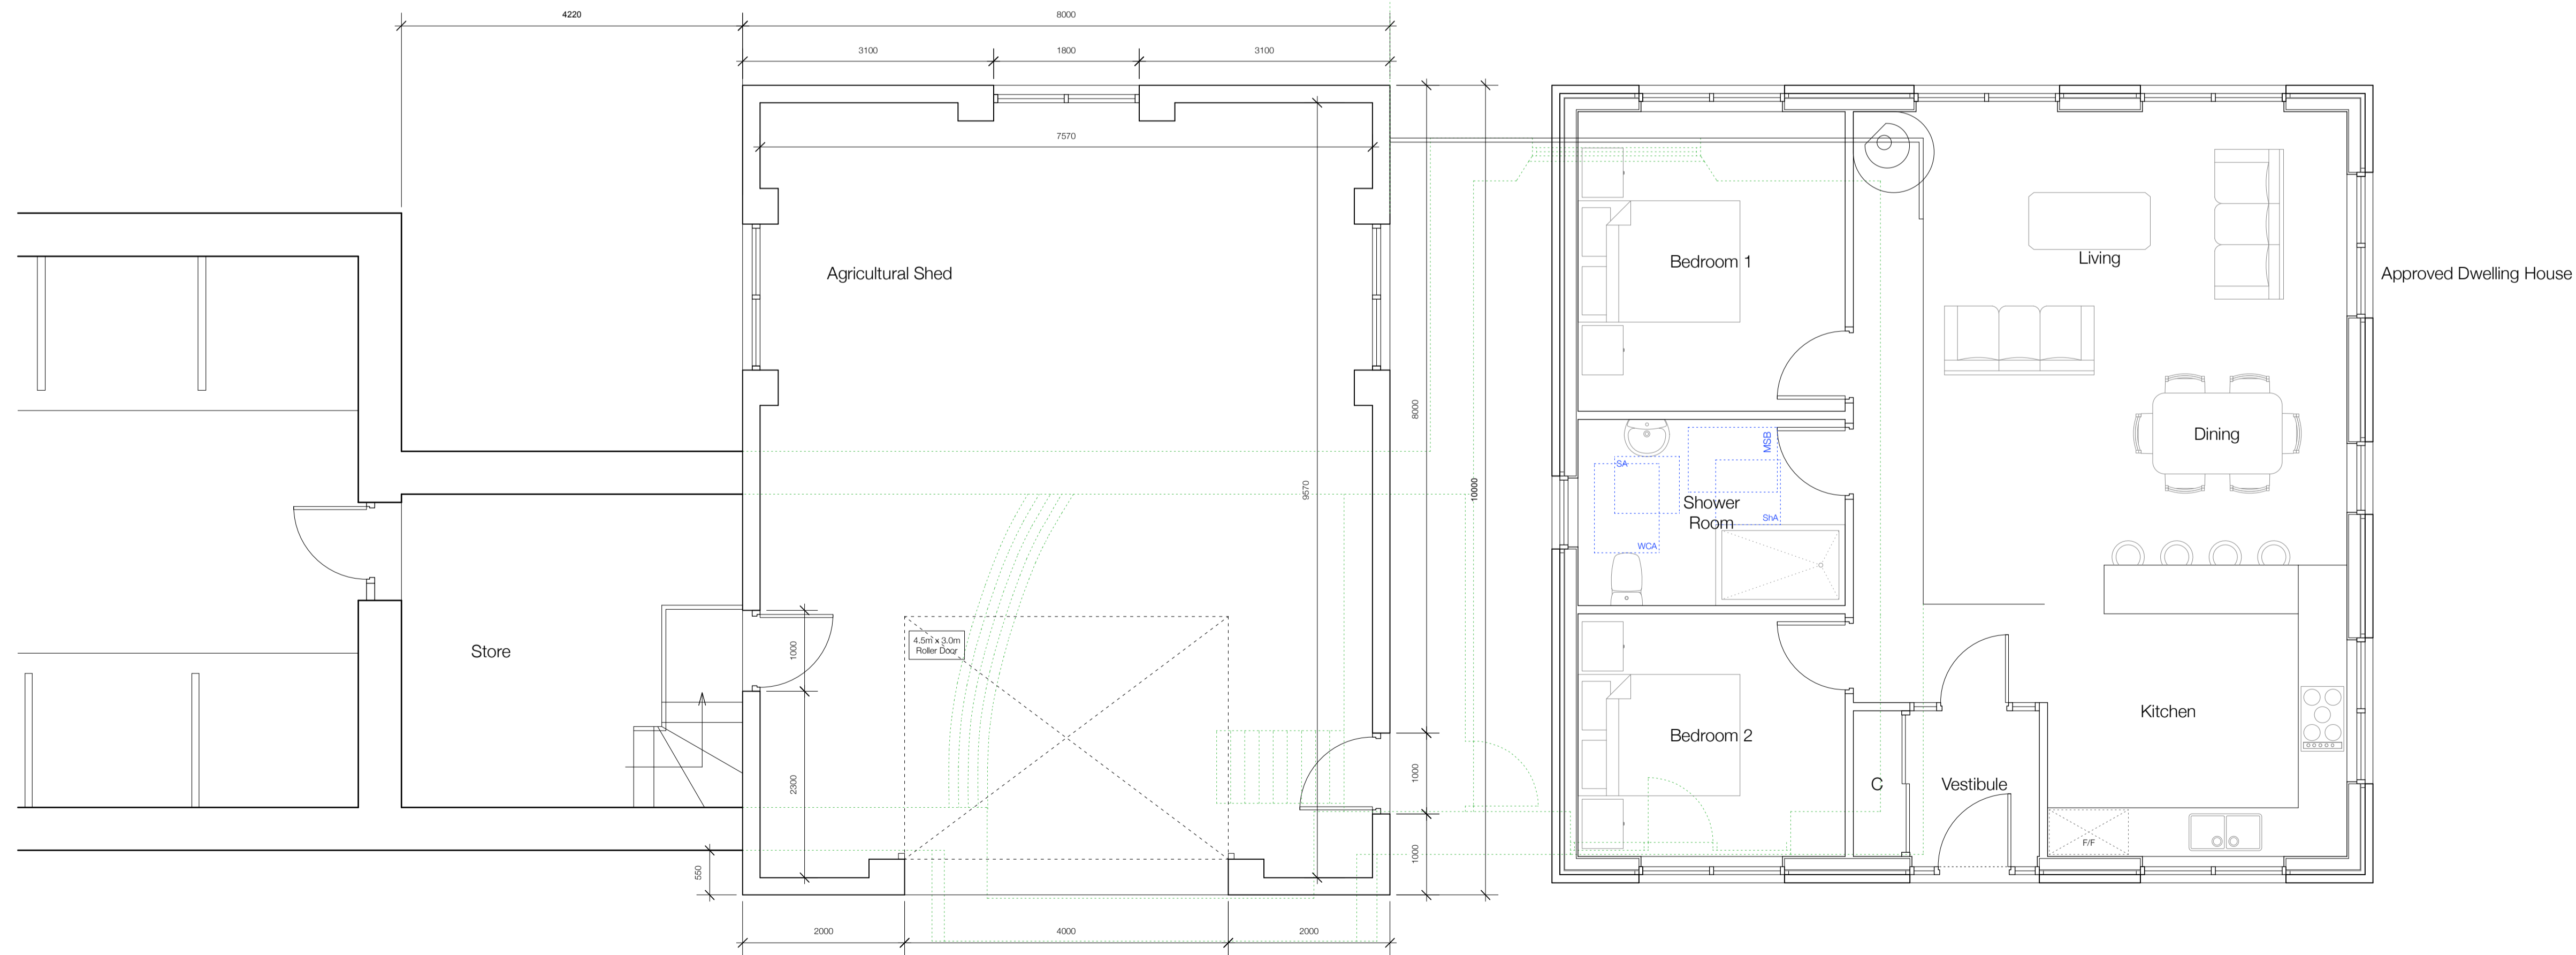 4220
8000
3100
1800
3100
7570
Agricultural Shed
Bedroom 1
Living
Approved Dwelling House
8000
Dining
MSB
SA
9570
10000
Shower
Room
ShA
WCA
4.5m x 3.0m
Roller Door
Store
1000
Kitchen
Bedroom 2
2300
1000
C
Vestibule
F/F
1000
550
2000
4000
2000